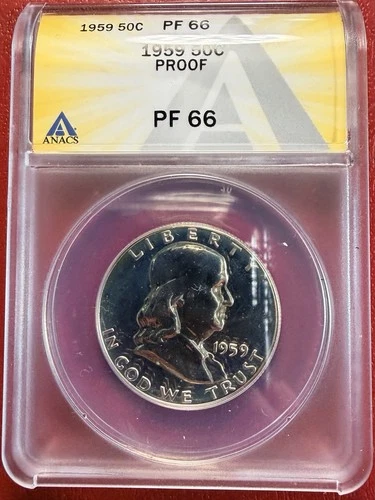 1959 50C PF 66
1959 50C
PROOF
PF 66
ANACS
LIBERTY
1959
IN GOD WE TRUST